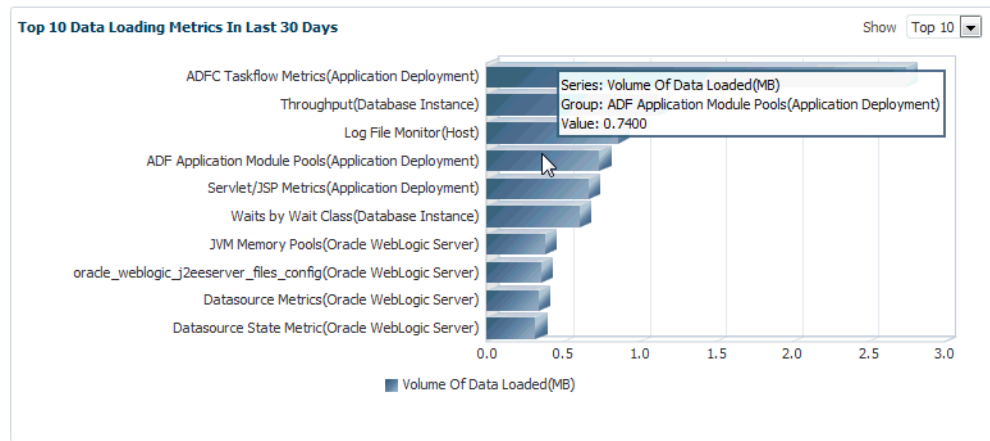 Top 10 Data Loading Metrics In Last 30 Days
Show Top 10
ADFC Taskflow Metrics(Application Deployment)
Series: Volume Of Data Loaded(MB)
Throughput(Database Instance)
Group: ADF Application Module Pools(Application Deployment)
Value: 0.7400
Log File Monitor(Host)
ADF Application Module Pools(Application Deployment)
Servlet/JSP Metrics(Application Deployment)
Waits by Wait Class(Database Instance)
JVM Memory Pools(Oracle WebLogic Server)
oracle_weblogic_j2eeserver_files_config(Oracle WebLogic Server)
Datasource Metrics(Oracle WebLogic Server)
Datasource State Metric(Oracle WebLogic Server)
0.0 0.5 1.0 1.5 2.0 2.5 3.0
Volume Of Data Loaded(MB)